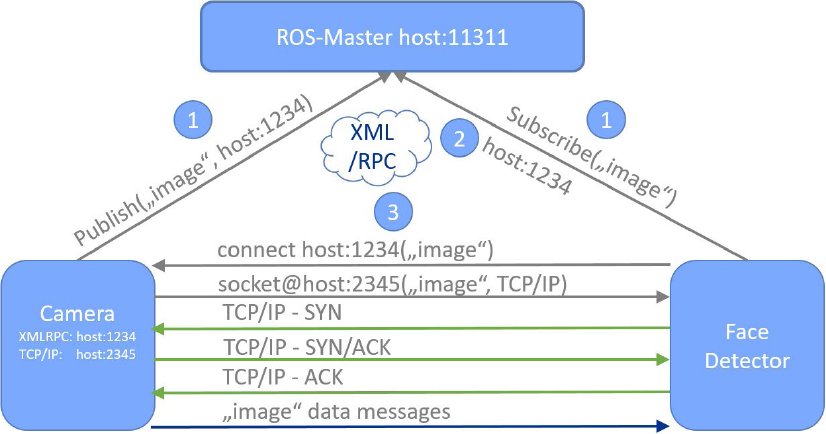 ROS-Master host:11311
1
Publish(„image“, host:1234)
XML
/RPC
2
host:1234
1
Subscribe(„image“)
3
connect host:1234(„image“)
socket@host:2345(„image“, TCP/IP)
TCP/IP - SYN
TCP/IP - SYN/ACK
TCP/IP - ACK
„image“ data messages
Camera
XMLRPC: host:1234
TCP/IP: host:2345
Face
Detector